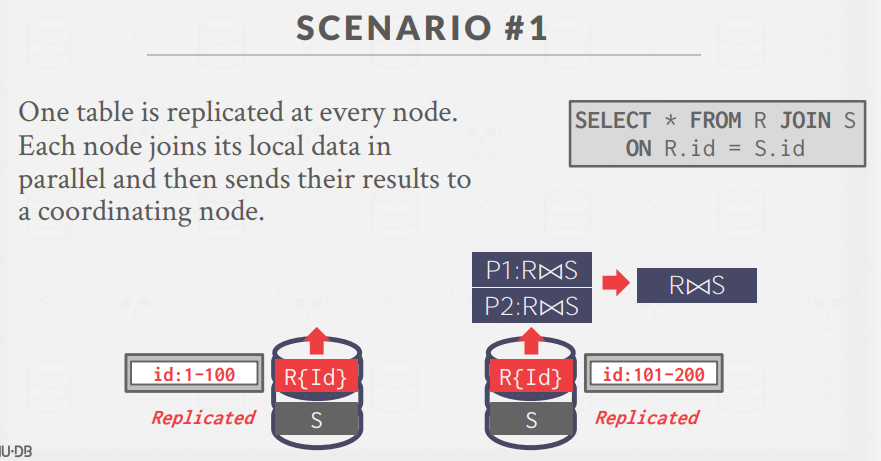 SCENARIO #1
One table is replicated at every node.
Each node joins its local data in
parallel and then sends their results to
a coordinating node.
SELECT * FROM R JOIN S
ON R.id = S.id
P1:R⋈S
P2:R⋈S
R⋈S
id:1-100
R{Id}
S
Replicated
R{Id}
id:101-200
S
Replicated